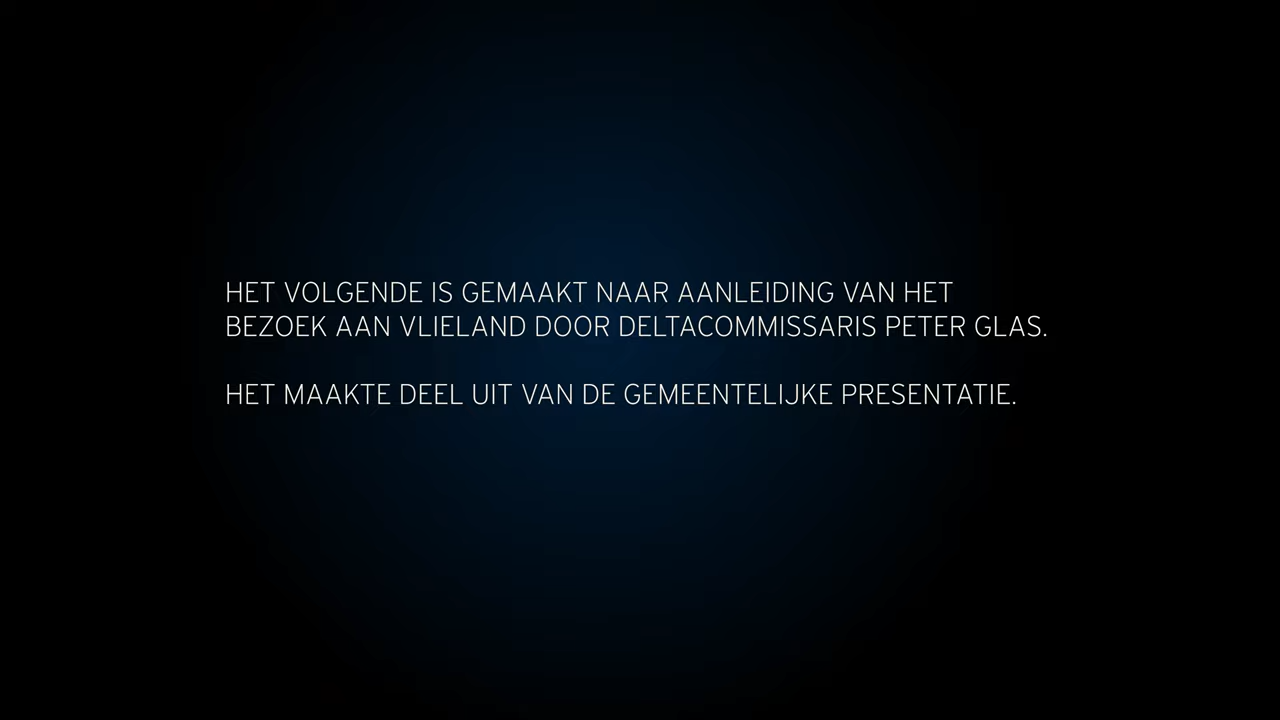 HET VOLGENDE IS GEMAAKT NAAR AANLEIDING VAN HET
BEZOEK AAN VLIELAND DOOR DELTACOMMISSARIS PETER GLAS.
HET MAAKTE DEEL UIT VAN DE GEMEENTELIJKE PRESENTATIE.